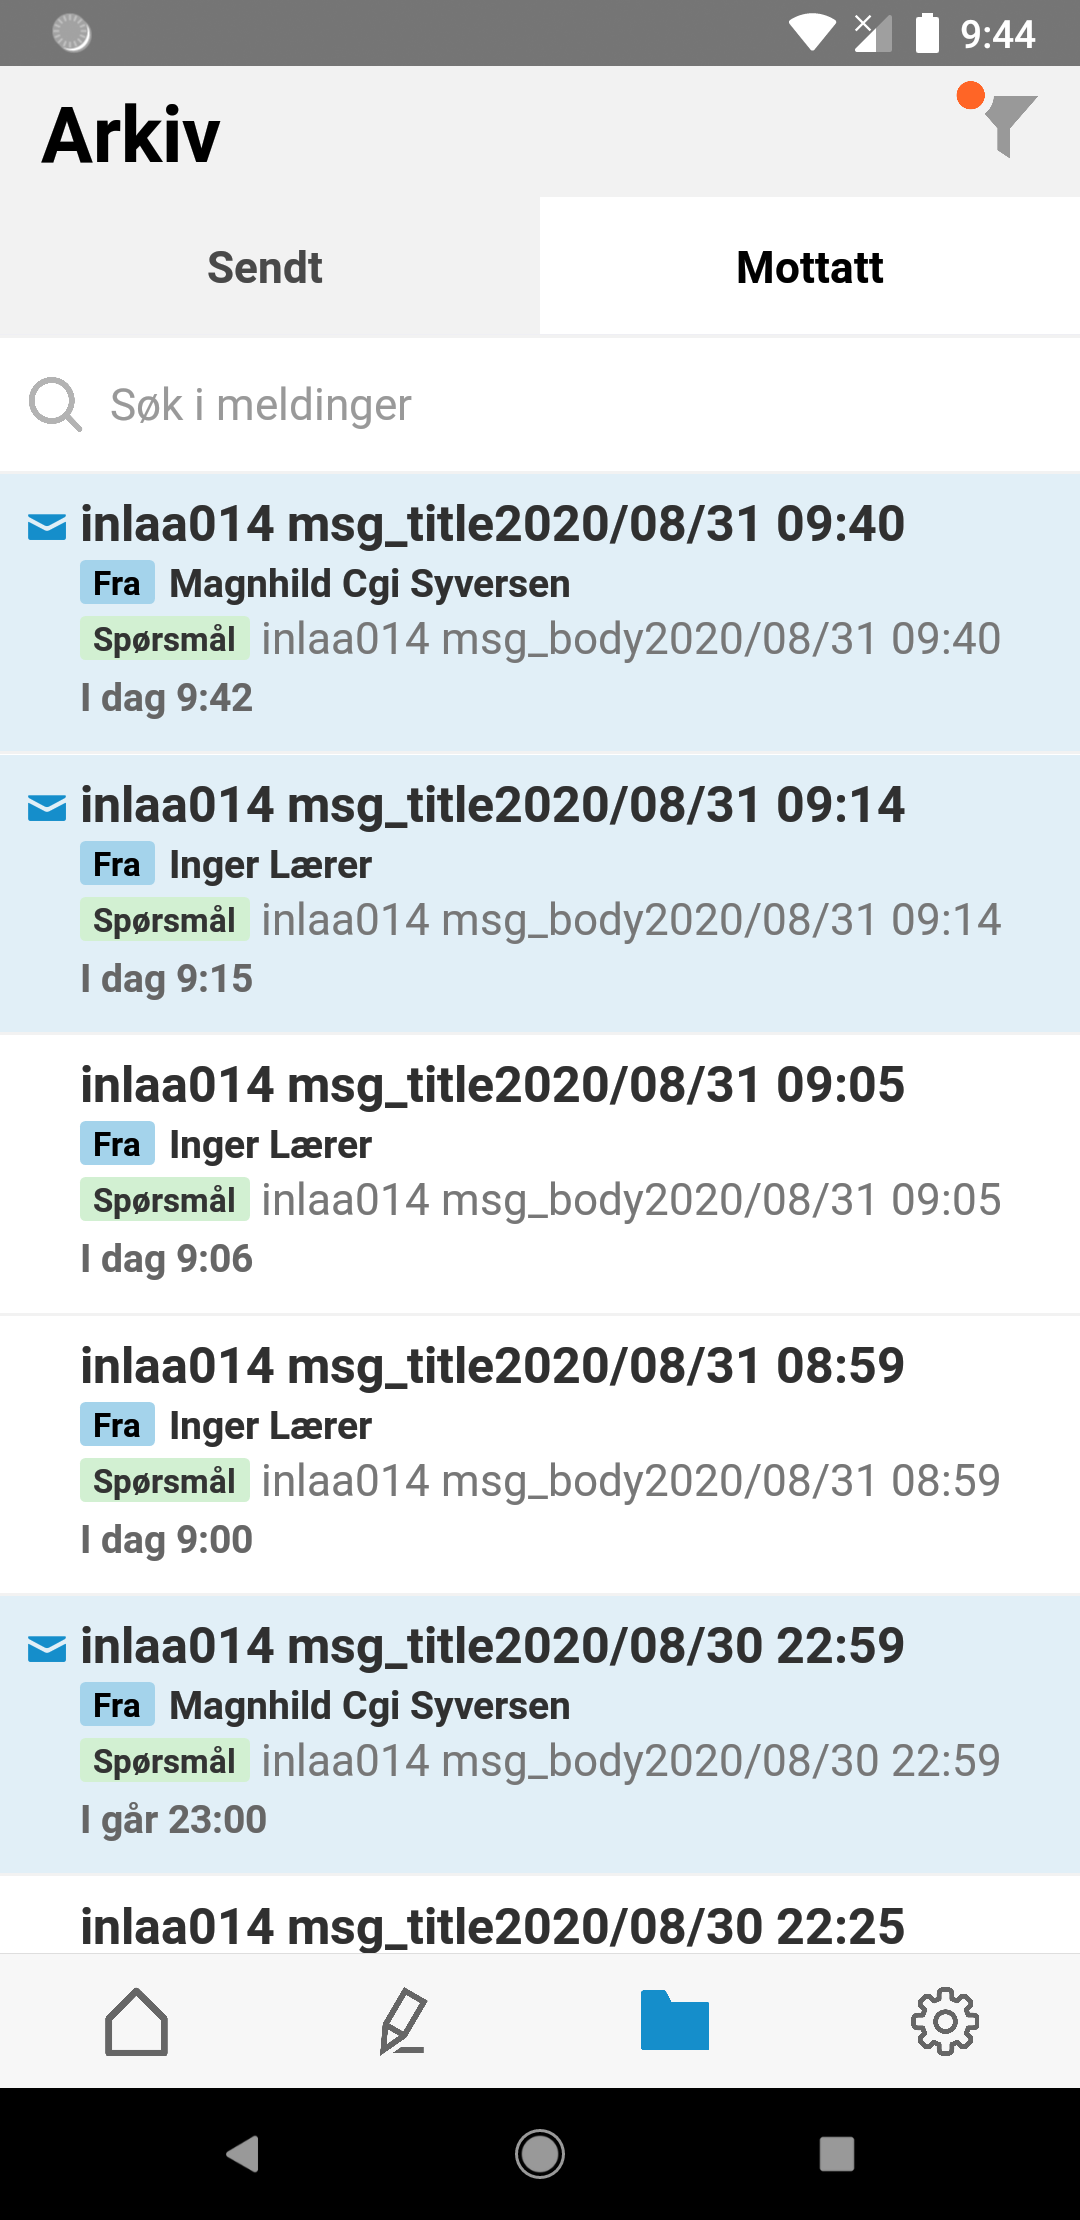 9:44
Arkiv
Sendt
Mottatt
Søk i meldinger
inlaa014 msg_title2020/08/31 09:40
Fra Magnhild Cgi Syversen
Spørsmål inlaa014 msg_body2020/08/31 09:40
I dag 9:42
inlaa014 msg_title2020/08/31 09:14
Fra Inger Lærer
Spørsmål inlaa014 msg_body2020/08/31 09:14
I dag 9:15
inlaa014 msg_title2020/08/31 09:05
Fra Inger Lærer
Spørsmål inlaa014 msg_body2020/08/31 09:05
I dag 9:06
inlaa014 msg_title2020/08/31 08:59
Fra Inger Lærer
Spørsmål inlaa014 msg_body2020/08/31 08:59
I dag 9:00
inlaa014 msg_title2020/08/30 22:59
Fra Magnhild Cgi Syversen
Spørsmål inlaa014 msg_body2020/08/30 22:59
I går 23:00
inlaa014 msg_title2020/08/30 22:25